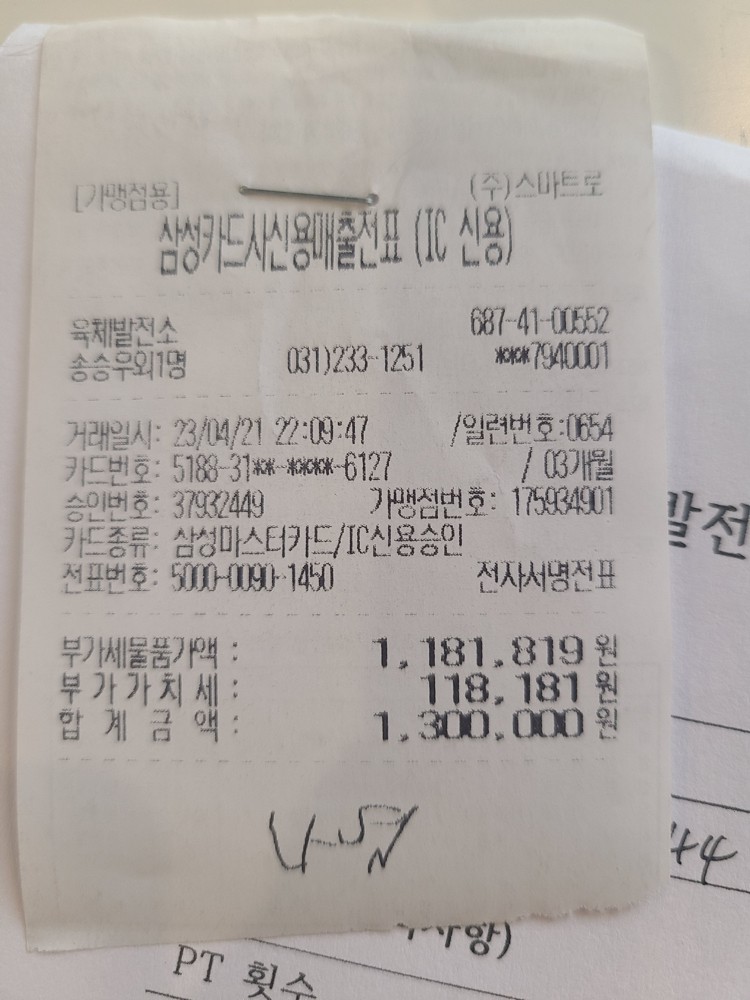 [가맹점용] (주)스마트로
삼성카드사신용매출전표 (IC 신용)
육체발전소 687-41-00552
송승우외1명 031)233-1251 ***7940001
거래일시: 23/04/21 22:09:47 /일련번호:0654
카드번호: 5188-31**-****-6127 / 03개월
승인번호: 37932449 가맹점번호: 175934901
카드종류: 삼성마스터카드/IC신용승인
전표번호: 5000-0090-1450 전자서명전표
부가세물품가액 : 1,181,819 원
부 가 가 치 세 : 118,181 원
합 계 금 액 : 1,300,000 원
발전
44
사항)
PT 횟수